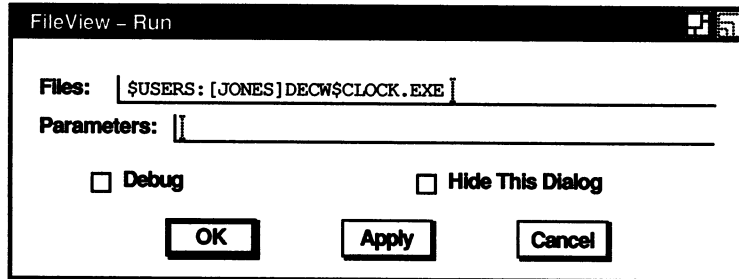 FileView – Run
Files: $USERS:[JONES]DECW$CLOCK.EXE
Parameters:
Debug
Hide This Dialog
OK
Apply
Cancel